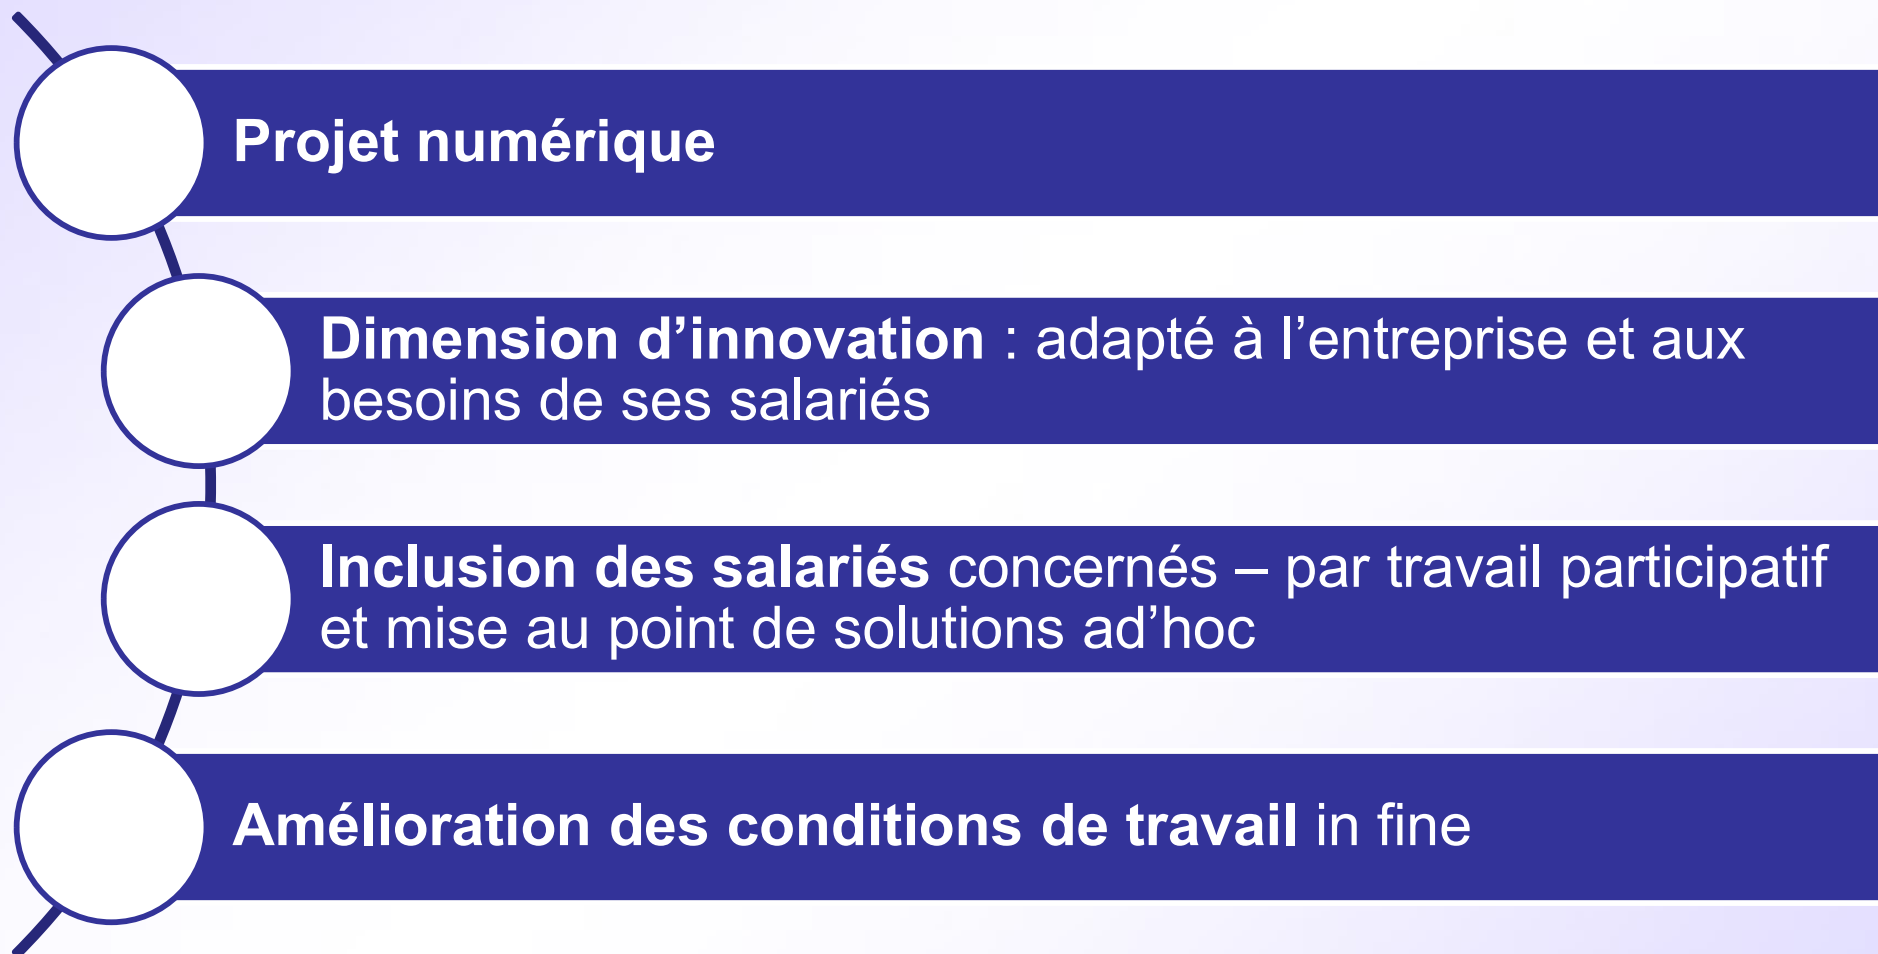 Projet numérique
Dimension d’innovation : adapté à l’entreprise et aux
besoins de ses salariés
Inclusion des salariés concernés – par travail participatif
et mise au point de solutions ad’hoc
Amélioration des conditions de travail in fine